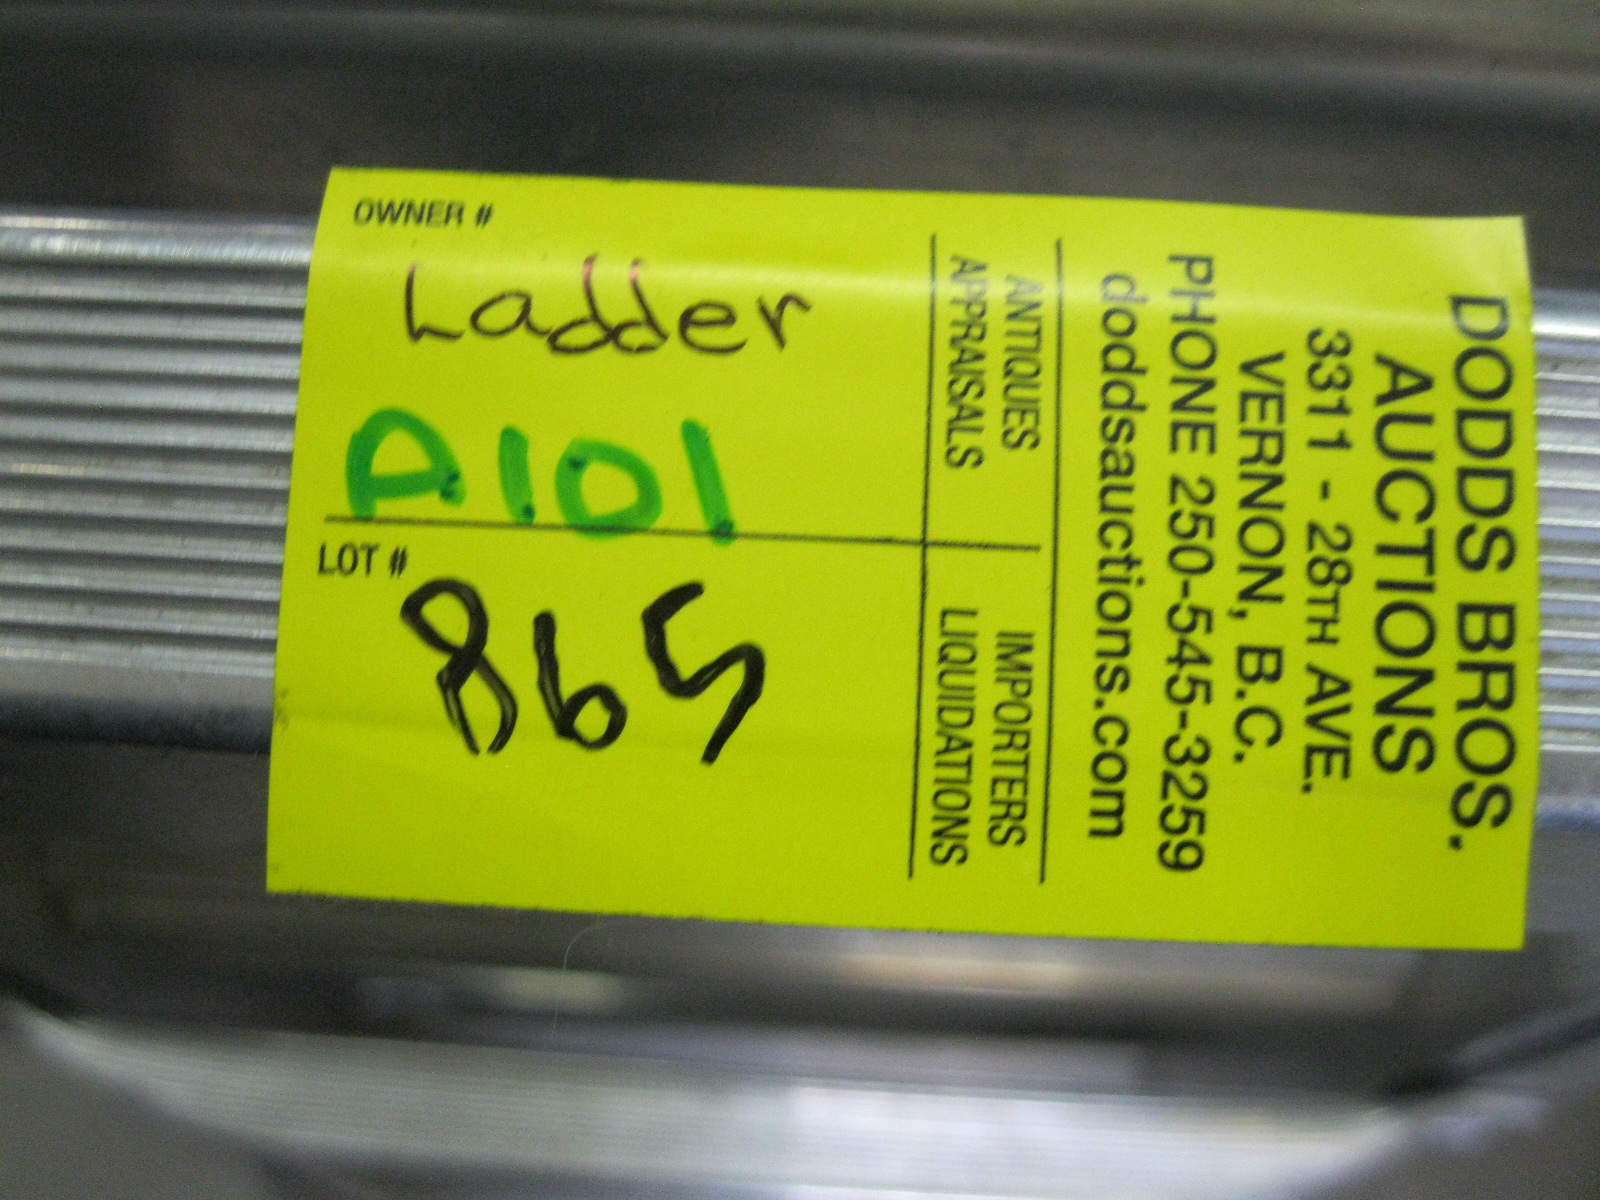 DODDS BROS.
AUCTIONS
3311 - 28TH AVE.
VERNON, B.C.
PHONE 250-545-3259
doddsauctions.com
ANTIQUES
APPRAISALS
IMPORTERS
LIQUIDATIONS
OWNER #
Ladder
A101
LOT #
865